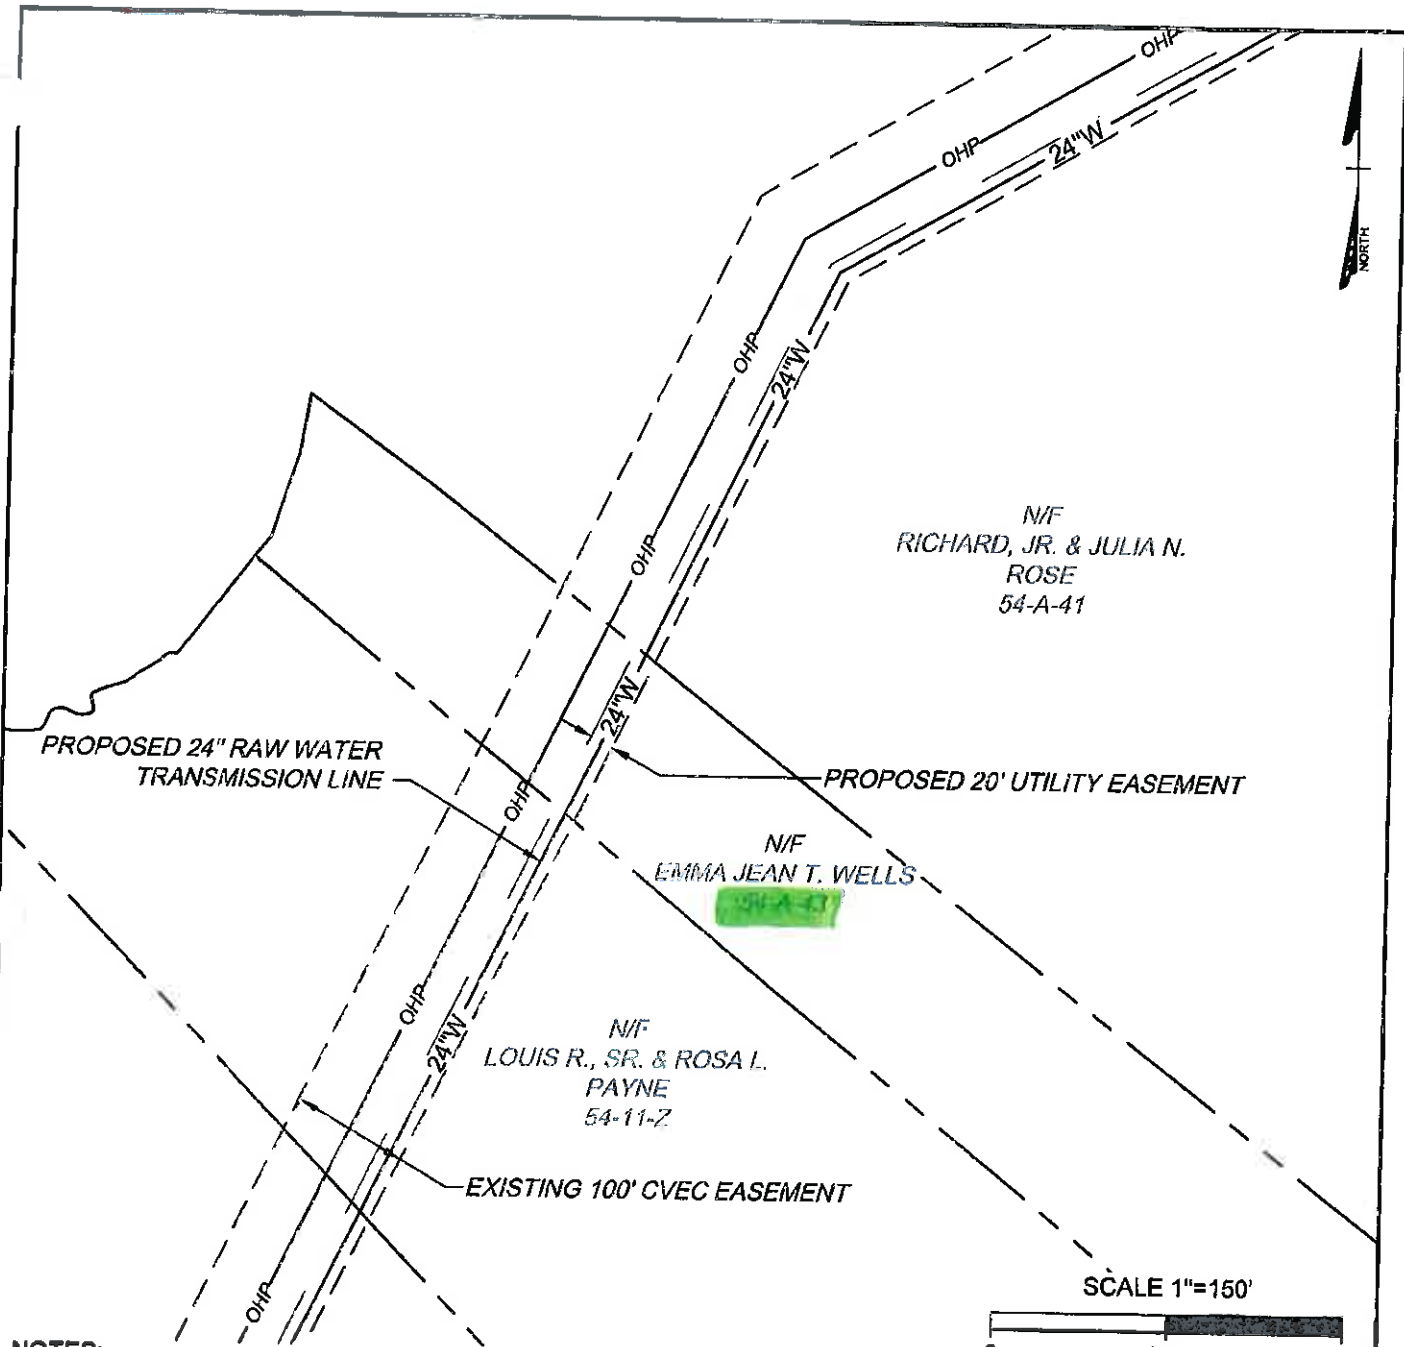 OHP
OHP
24"W
NORTH
OHP
24"W
N/F
RICHARD, JR. & JULIA N.
ROSE
54-A-41
OHP
24"W
PROPOSED 24" RAW WATER
TRANSMISSION LINE
PROPOSED 20' UTILITY EASEMENT
OHP
N/F
EMMA JEAN T. WELLS
OHP
24"W
N/F
LOUIS R., SR. & ROSA L.
PAYNE
54-11-Z
EXISTING 100' CVEC EASEMENT
SCALE 1"=150'
OHP
NOTES: